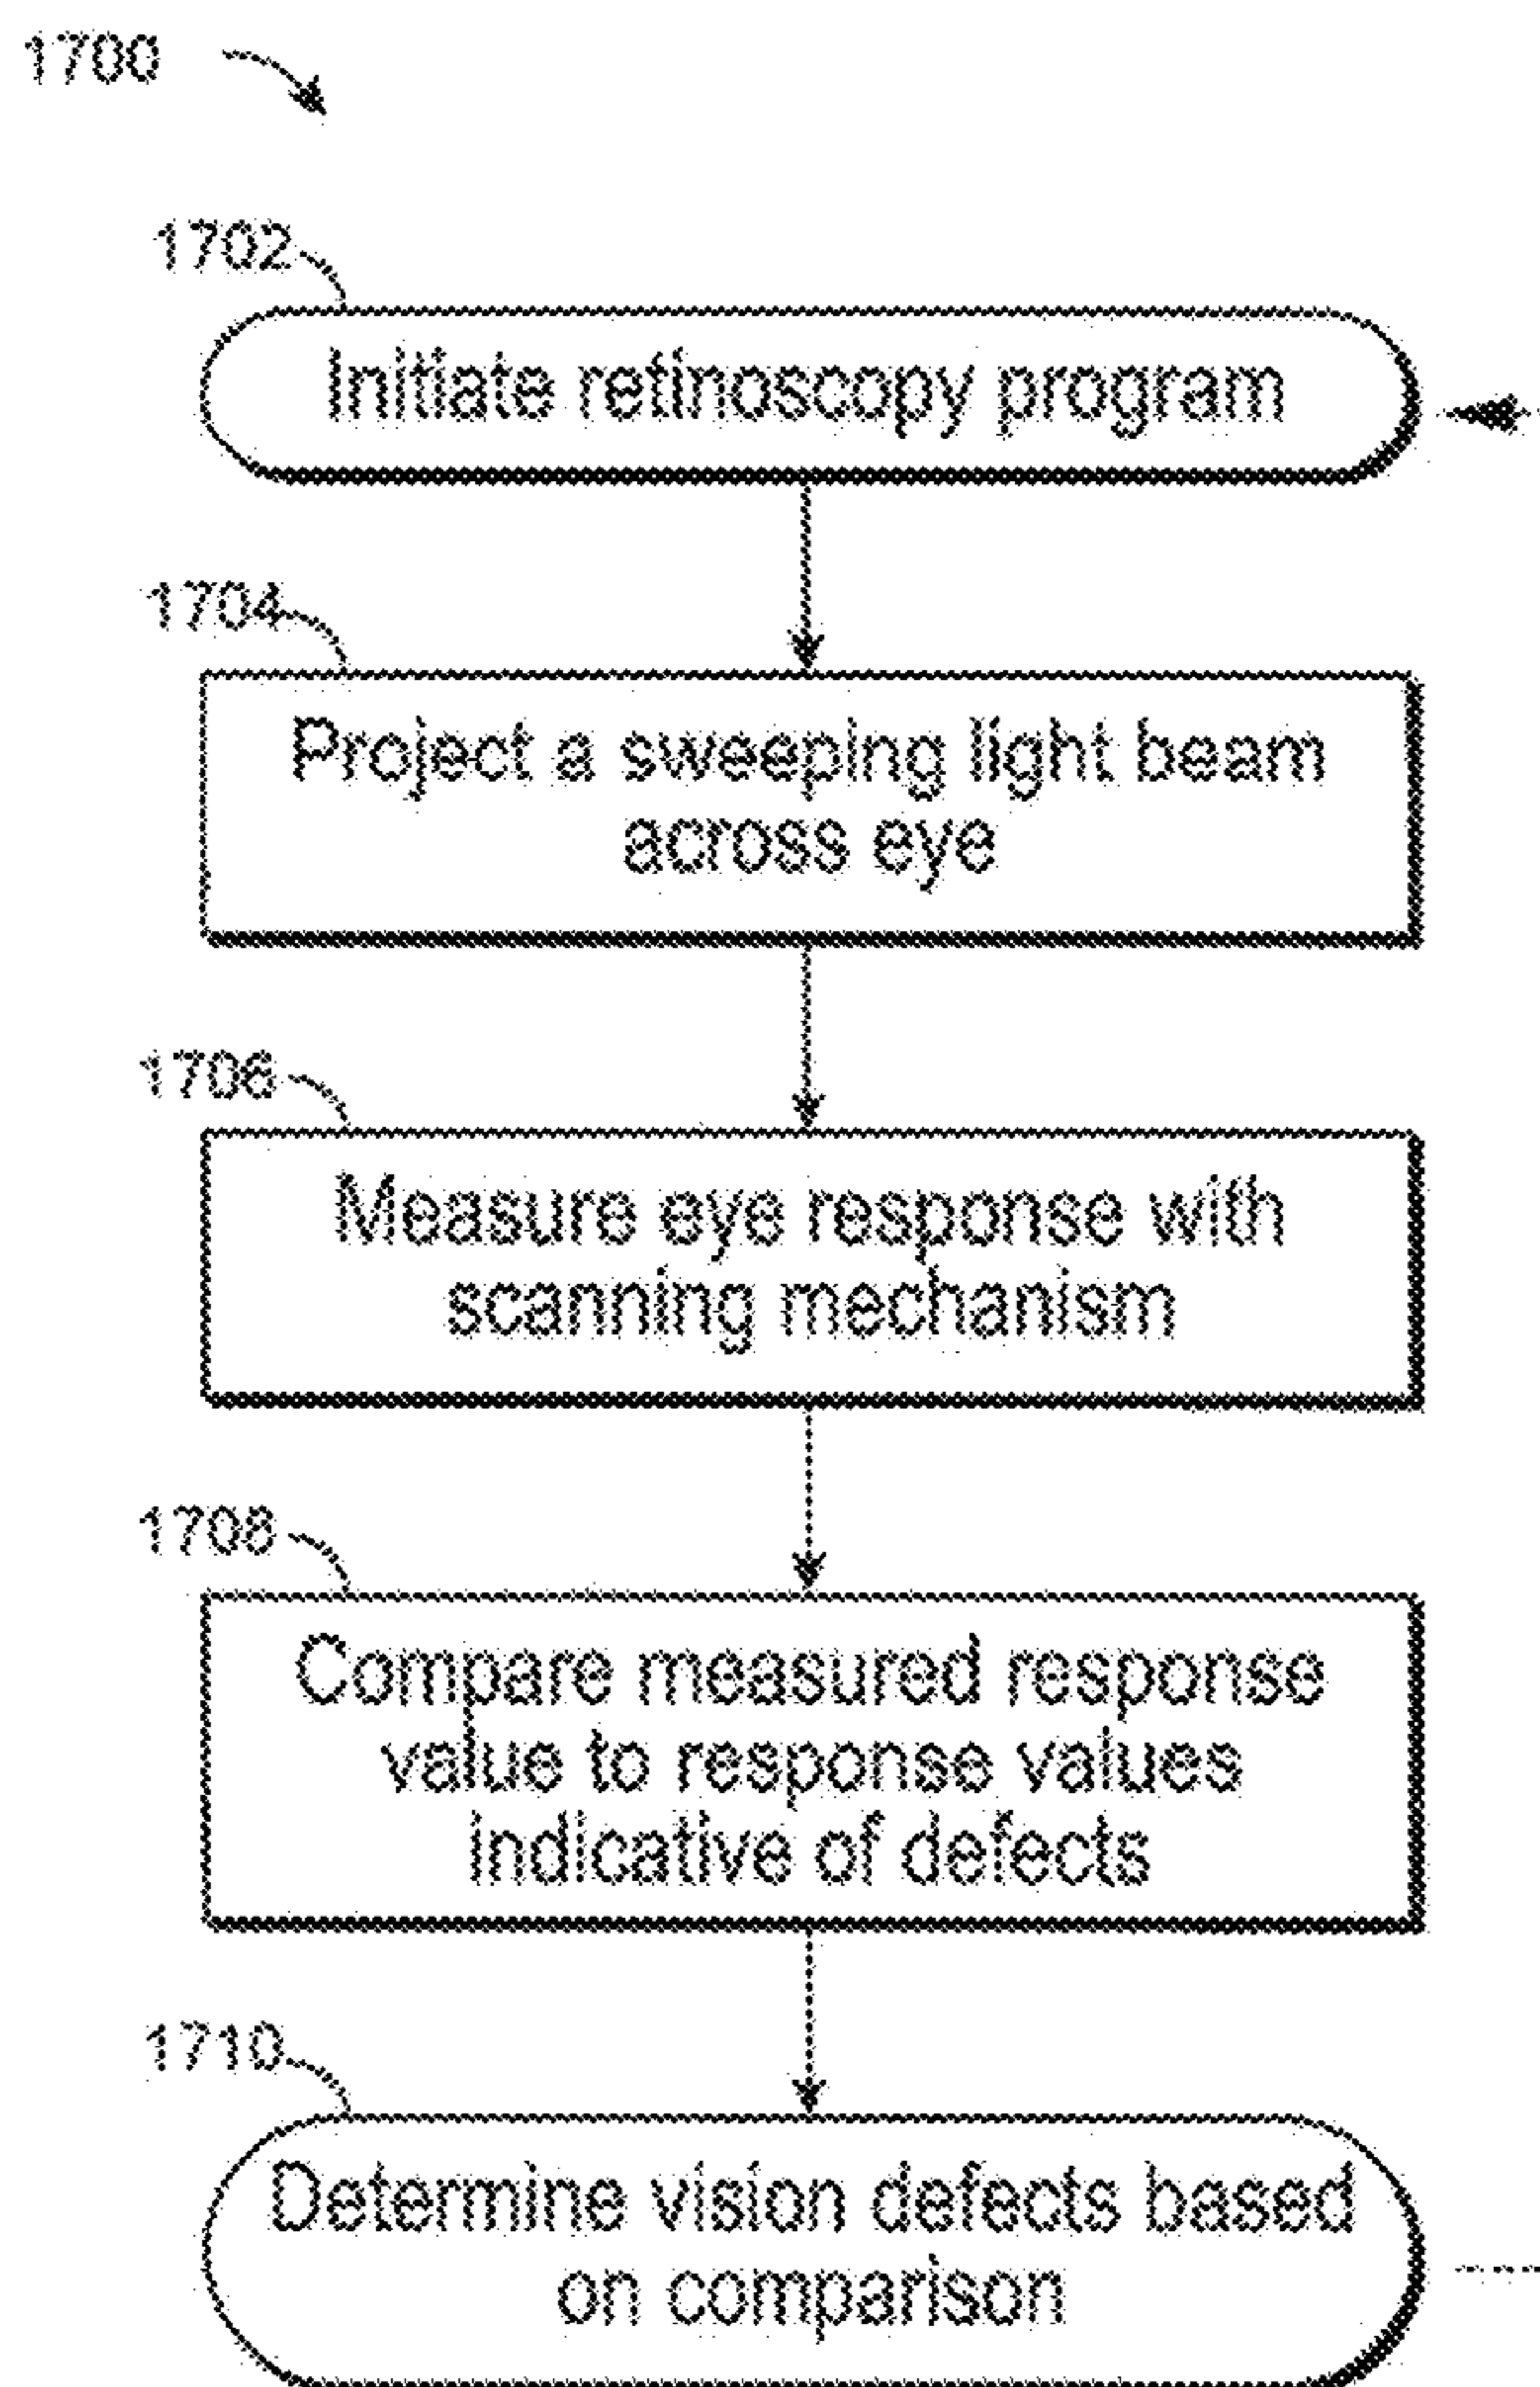 1700
1702
Initiate retinoscopy program
1704
Project a sweeping light beam
across eye
1706
Measure eye response with
scanning mechanism
1708
Compare measured response
value to response values
indicative of defects
1710
Determine vision defects based
on comparison